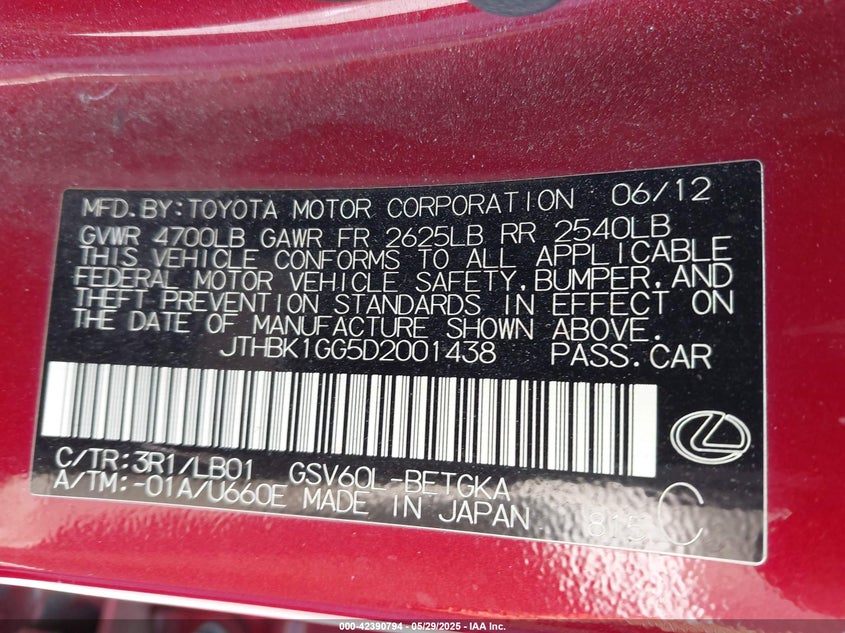 MFD.BY:TOYOTA MOTOR CORPORATION 06/12
GVWR 4700LB GAWR FR 2625LB RR 2540LB
THIS VEHICLE CONFORMS TO ALL APPLICABLE
FEDERAL MOTOR VEHICLE SAFETY,BUMPER,AND
THEFT PREVENTION STANDARDS IN EFFECT ON
THE DATE OF MANUFACTURE SHOWN ABOVE.
JTHBK1GG5D2001438 PASS.CAR
C/TR:3R1/LB01 GSV60L-BETGKA
A/TM:-01A/U660E MADE IN JAPAN 815 C
000-42390794 - 05/29/2025 - IAA Inc.